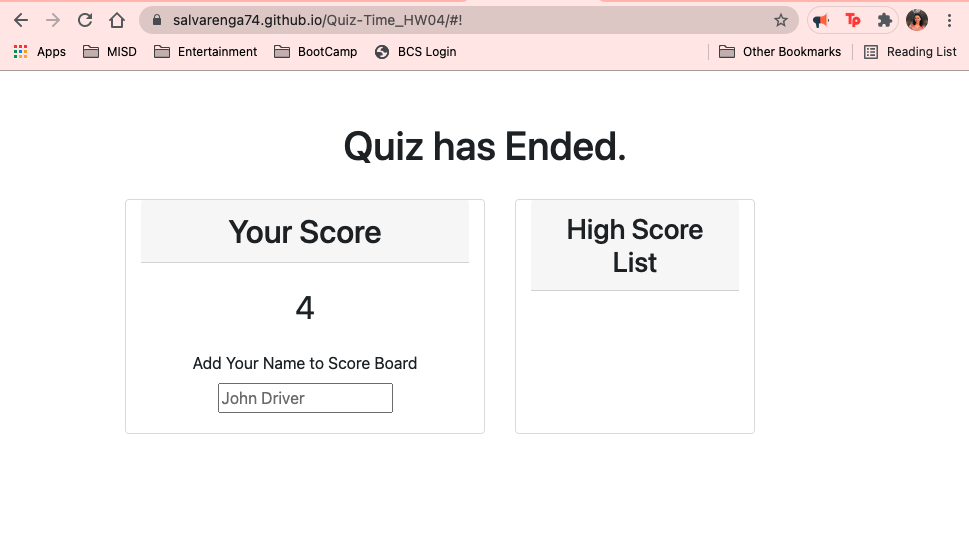 salvarenga74.github.io/Quiz-Time_HW04/#!
Tp
Apps MISD Entertainment BootCamp BCS Login Other Bookmarks Reading List
Quiz has Ended.
Your Score
4
Add Your Name to Score Board
John Driver
High Score
List